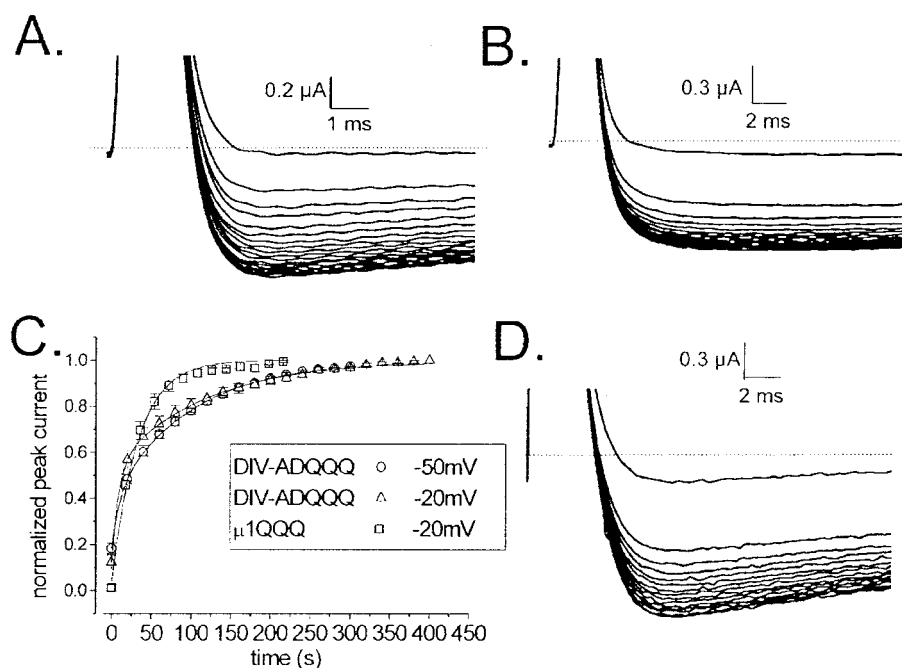 A.
0.2 µA
1 ms
B.
0.3 µA
2 ms
C.
normalized peak current
1.0
0.8
0.6
0.4
0.2
0.0
0 50 100 150 200 250 300 350 400 450
time (s)
DIV-ADQQQ -50mV
DIV-ADQQQ -20mV
µ1QQQ -20mV
D.
0.3 µA
2 ms